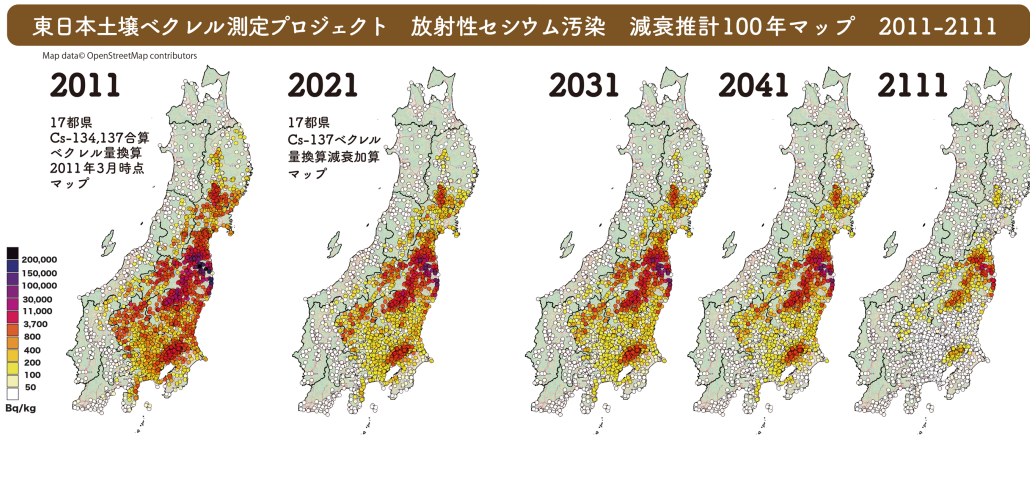 東日本土壌ベクレル測定プロジェクト 放射性セシウム汚染 減衰推計100年マップ 2011-2111
Map data© OpenStreetMap contributors
2011
2021
2031
2041
2111
17都県
Cs-134,137合算
ベクレル量換算
2011年3月時点
マップ
17都県
Cs-137ベクレル
量換算減衰加算
マップ
200,000
150,000
100,000
30,000
11,000
3,700
800
400
200
100
50
Bq/kg